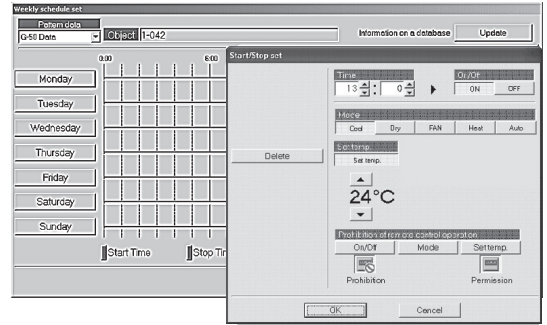 Weekly schedule set
Pattern data
G-50 Data
Object
1-042
Information on a database
Update
0:00
6:00
Monday
Tuesday
Wednesday
Thursday
Friday
Saturday
Sunday
Start Time
Stop Tim
Start/Stop set
Time
On/Off
13 : 0
ON
OFF
Mode
Cool
Dry
FAN
Heat
Auto
Set temp.
Set temp.
Delete
24°C
Prohibition of remote control operation
On/Off
Mode
Set temp.
Prohibition
Permission
OK
Cancel